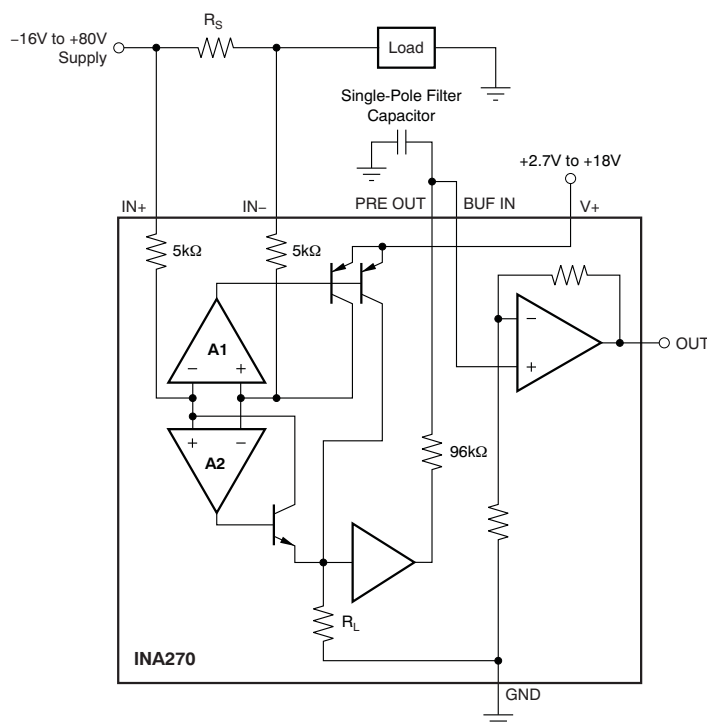 R_S
−16V to +80V
Supply
Load
Single-Pole Filter
Capacitor
+2.7V to +18V
IN+
IN−
PRE OUT
BUF IN
V+
5kΩ
5kΩ
A1
− +
−
+
OUT
+ −
A2
96kΩ
R_L
INA270
GND